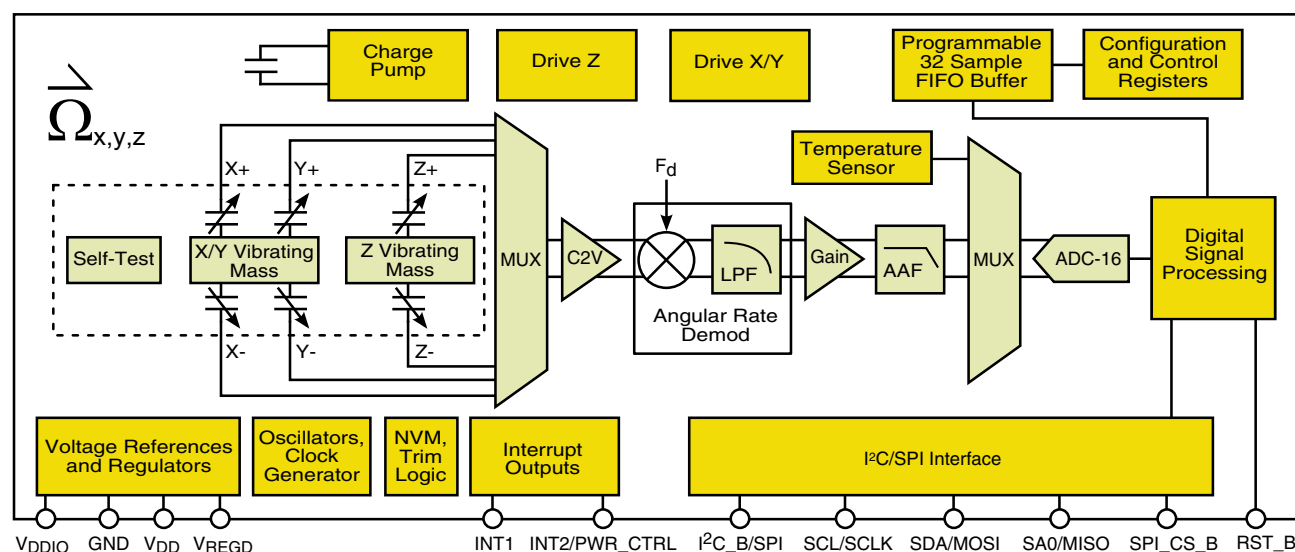 Charge
Pump
Drive Z
Drive X/Y
Programmable
32 Sample
FIFO Buffer
Configuration
and Control
Registers
Ωx,y,z
X+
Y+
Z+
Fd
Temperature
Sensor
Self-Test
X/Y Vibrating
Mass
Z Vibrating
Mass
MUX
C2V
LPF
Angular Rate
Demod
Gain
AAF
MUX
ADC-16
Digital
Signal
Processing
X-
Y-
Z-
Voltage References
and Regulators
Oscillators,
Clock
Generator
NVM,
Trim
Logic
Interrupt
Outputs
I²C/SPI Interface
VDDIO
GND
VDD
VREGD
INT1
INT2/PWR_CTRL
I²C_B/SPI
SCL/SCLK
SDA/MOSI
SA0/MISO
SPI_CS_B
RST_B